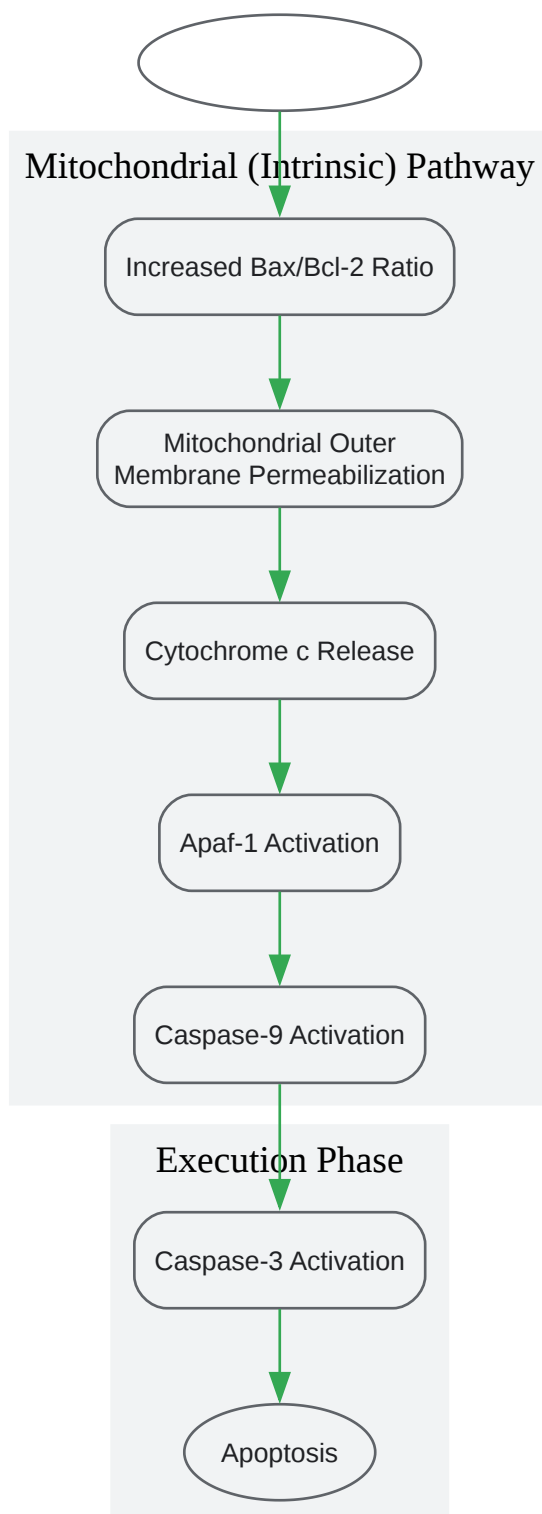 Mitochondrial (Intrinsic) Pathway
Increased Bax/Bcl-2 Ratio
Mitochondrial Outer
Membrane Permeabilization
Cytochrome c Release
Apaf-1 Activation
Caspase-9 Activation
Execution Phase
Caspase-3 Activation
Apoptosis